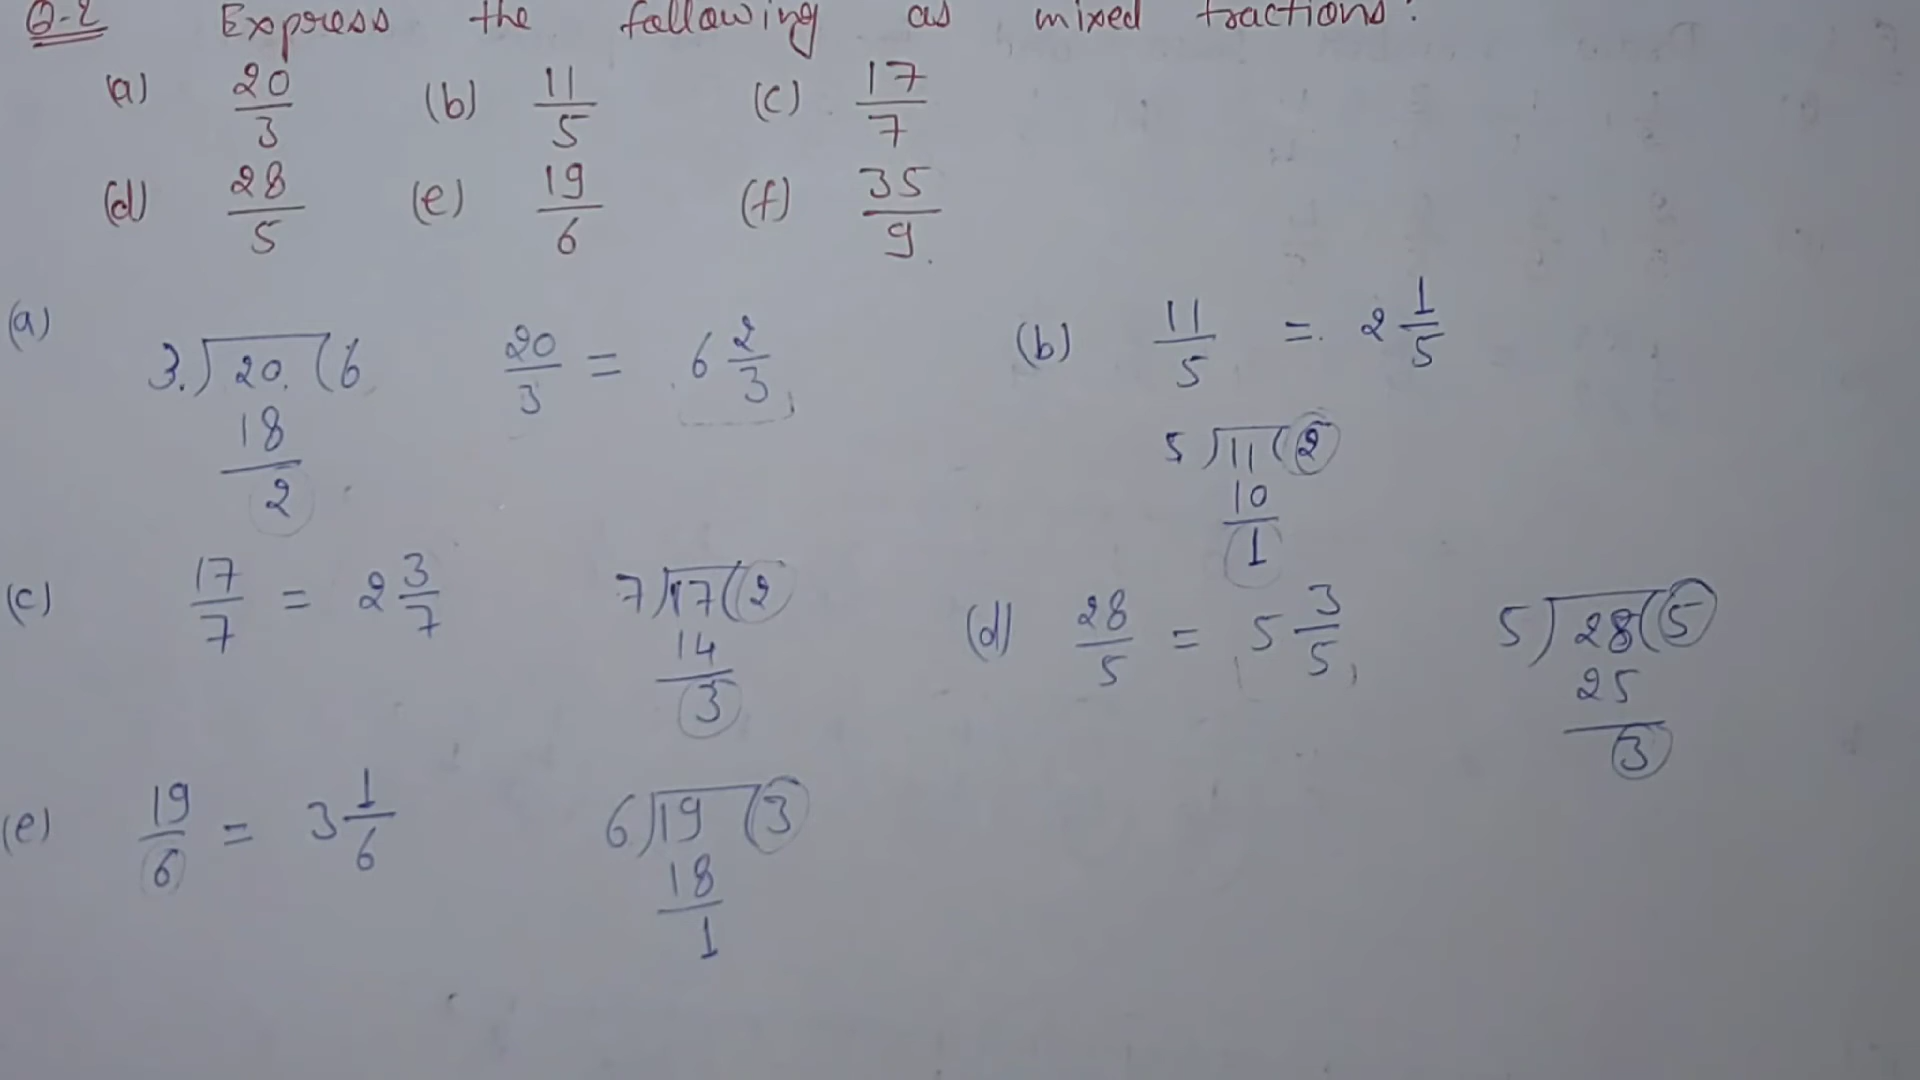 Q-2 Express the following as mixed fractions:
(a) 20/3 (b) 11/5 (c) 17/7
(d) 28/5 (e) 19/6 (f) 35/9
(a) 3)20(6 20/3 = 6 2/3
18
2
(b) 11/5 = 2 1/5
5)11(2
10
1
(c) 17/7 = 2 3/7 7)17(2
14
3
(d) 28/5 = 5 3/5 5)28(5
25
3
(e) 19/6 = 3 1/6 6)19(3
18
1